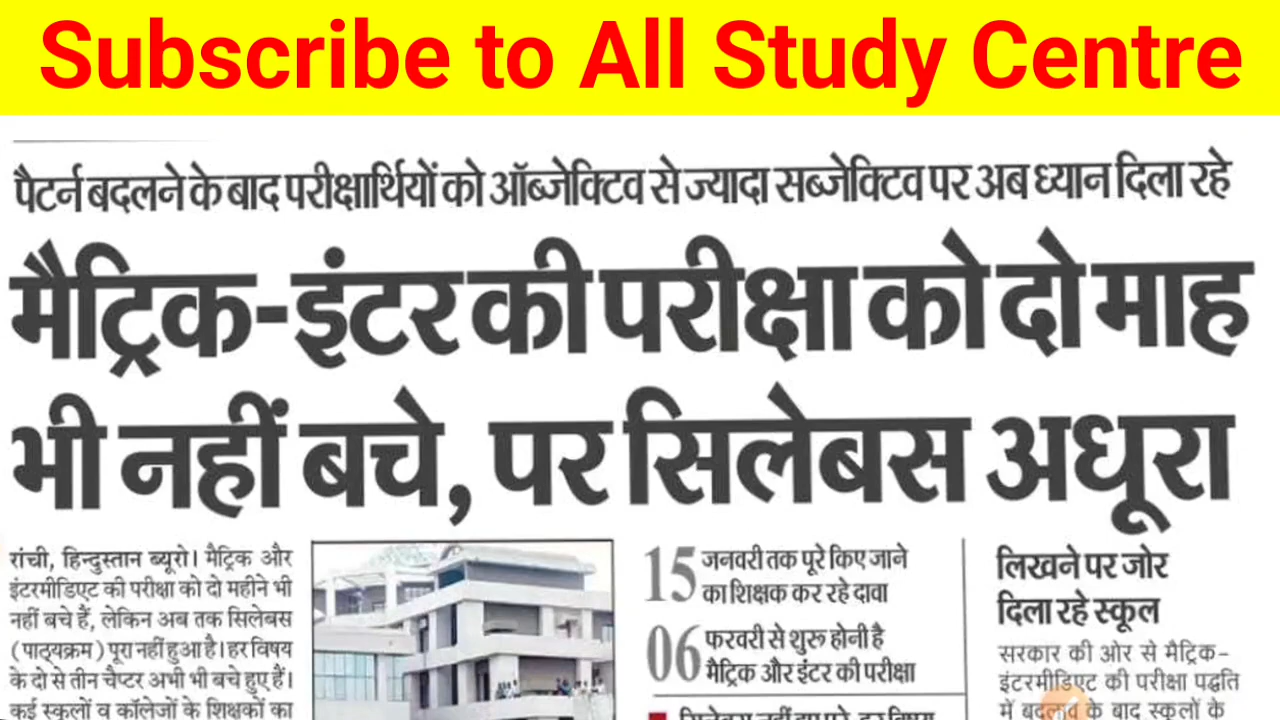 Subscribe to All Study Centre
पैटर्न बदलने के बाद परीक्षार्थियों को ऑब्जेक्टिव से ज्यादा सब्जेक्टिव पर अब ध्यान दिला रहे
मैट्रिक-इंटर की परीक्षा को दो माह
भी नहीं बचे, पर सिलेबस अधूरा
रांची, हिन्दुस्तान ब्यूरो। मैट्रिक और
इंटरमीडिएट की परीक्षा को दो महीने भी
नहीं बचे हैं, लेकिन अब तक सिलेबस
(पाठ्यक्रम) पूरा नहीं हुआ है। हर विषय
के दो से तीन चैप्टर अभी भी बचे हुए हैं।
कई स्कूलों व कॉलेजों के शिक्षकों का
15 जनवरी तक पूरे किए जाने
का शिक्षक कर रहे दावा
06 फरवरी से शुरू होनी है
मैट्रिक और इंटर की परीक्षा
लिखने पर जोर
दिला रहे स्कूल
सरकार की ओर से मैट्रिक-
इंटरमीडिएट की परीक्षा पद्धति
में बदलाव के बाद स्कूलों के